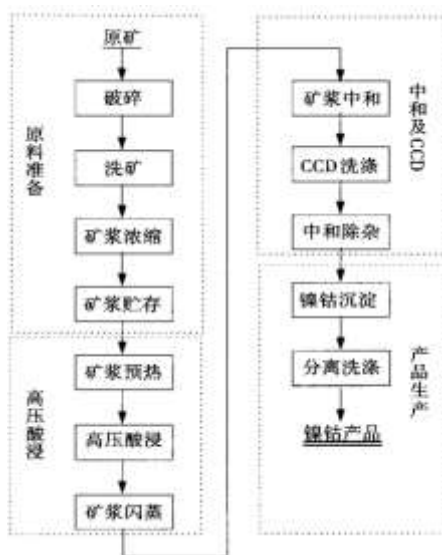 原矿
破碎
洗矿
矿浆浓缩
矿浆贮存
原料准备
矿浆预热
高压酸浸
矿浆闪蒸
高压酸浸
矿浆中和
CCD洗涤
中和除杂
中和及CCD
镍钴沉淀
分离洗涤
镍钴产品
产品生产